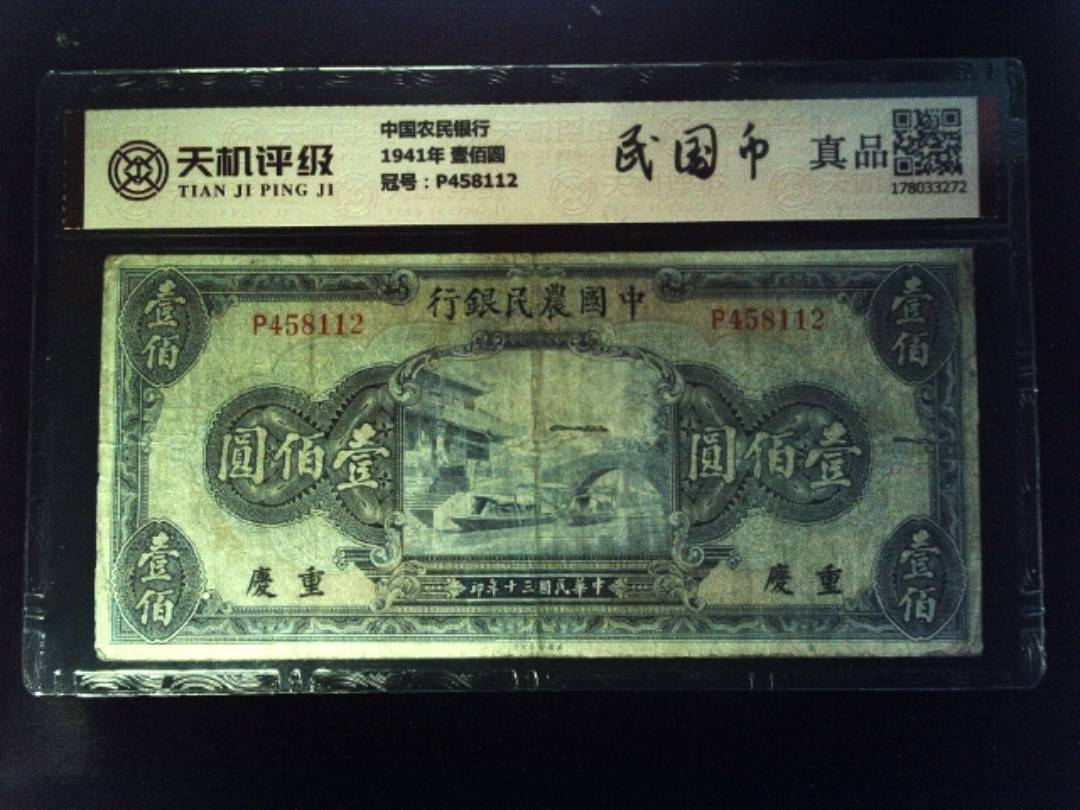 天机评级
TIAN JI PING JI
中国农民银行
1941年 壹佰圆
冠号：P458112
民国币
真品
178033272
行銀民農國中
P458112
P458112
壹佰
壹佰
圓佰壹
圓佰壹
壹佰
壹佰
慶重
慶重
印年十三國民華中